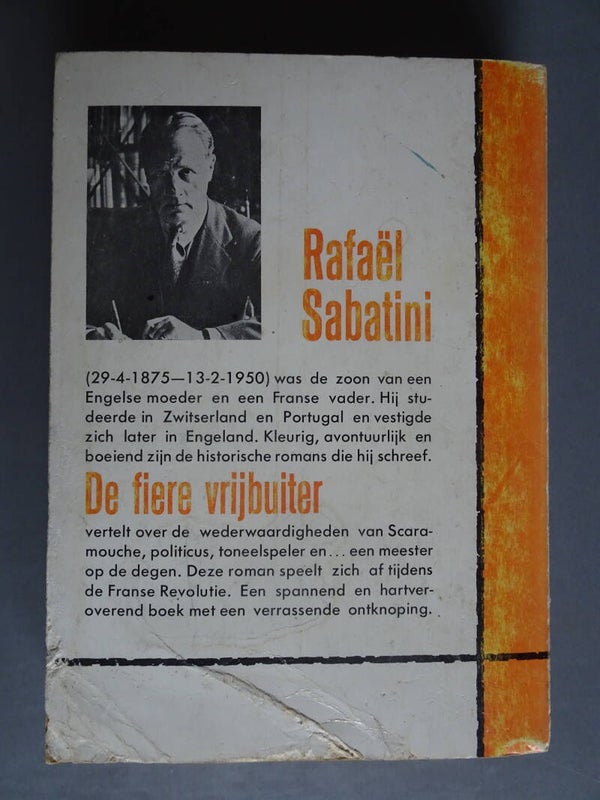 Rafaël
Sabatini
(29-4-1875—13-2-1950) was de zoon van een
Engelse moeder en een Franse vader. Hij stu-
deerde in Zwitserland en Portugal en vestigde
zich later in Engeland. Kleurig, avontuurlijk en
boeiend zijn de historische romans die hij schreef.
De fiere vrijbuiter
vertelt over de wederwaardigheden van Scara-
mouche, politicus, toneelspeler en... een meester
op de degen. Deze roman speelt zich af tijdens
de Franse Revolutie. Een spannend en hartver-
overend boek met een verrassende ontknoping.